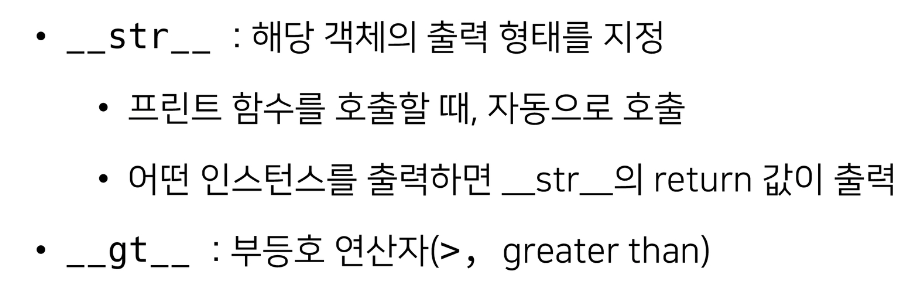 • __str__ : 해당 객체의 출력 형태를 지정
• 프린트 함수를 호출할 때, 자동으로 호출
• 어떤 인스턴스를 출력하면 __str__의 return 값이 출력
• __gt__ : 부등호 연산자(>, greater than)